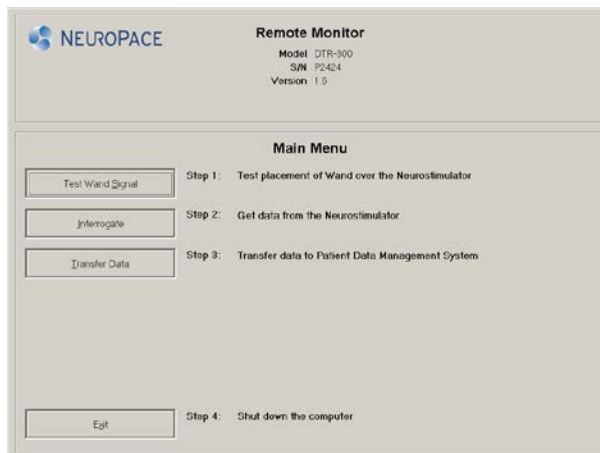 NEUROPACE
Remote Monitor
Model DTR-300
S/N P2424
Version 1.6
Main Menu
Test Wand Signal Step 1: Test placement of Wand over the Neurostimulator
Interrogate Step 2: Get data from the Neurostimulator
Transfer Data Step 3: Transfer data to Patient Data Management System
Exit Step 4: Shut down the computer